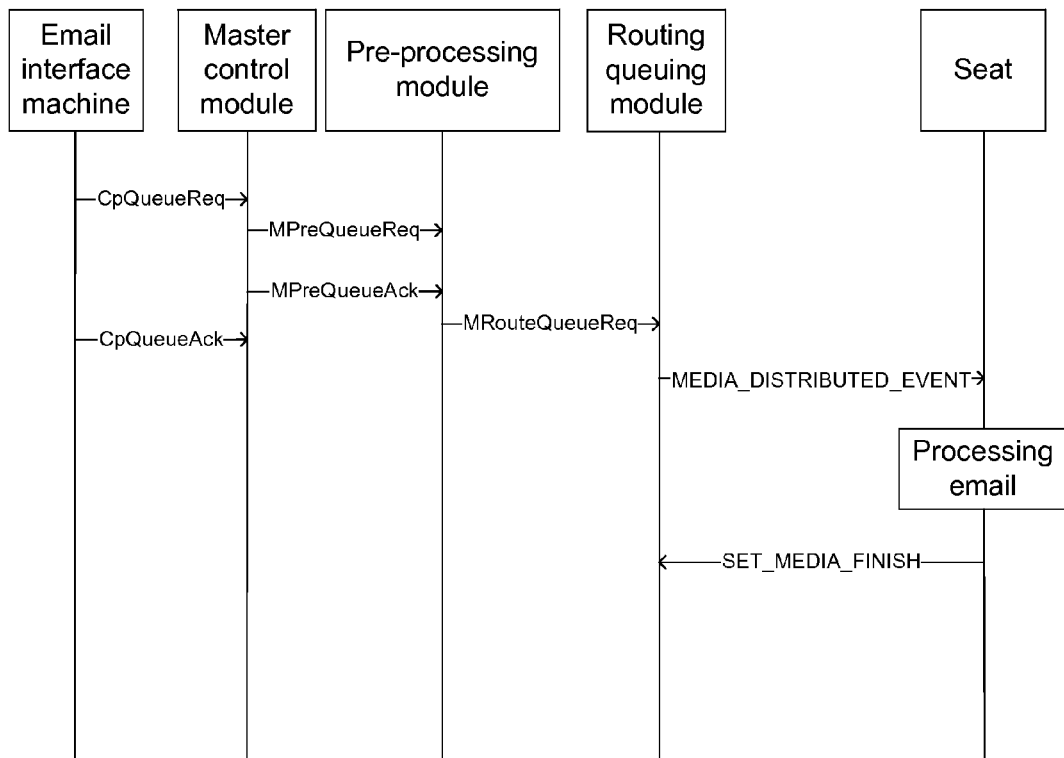 Email
interface
machine
Master
control
module
Pre-processing
module
Routing
queuing
module
Seat
CpQueueReq
MPreQueueReq
MPreQueueAck
MRouteQueueReq
CpQueueAck
MEDIA_DISTRIBUTED_EVENT
Processing
email
SET_MEDIA_FINISH